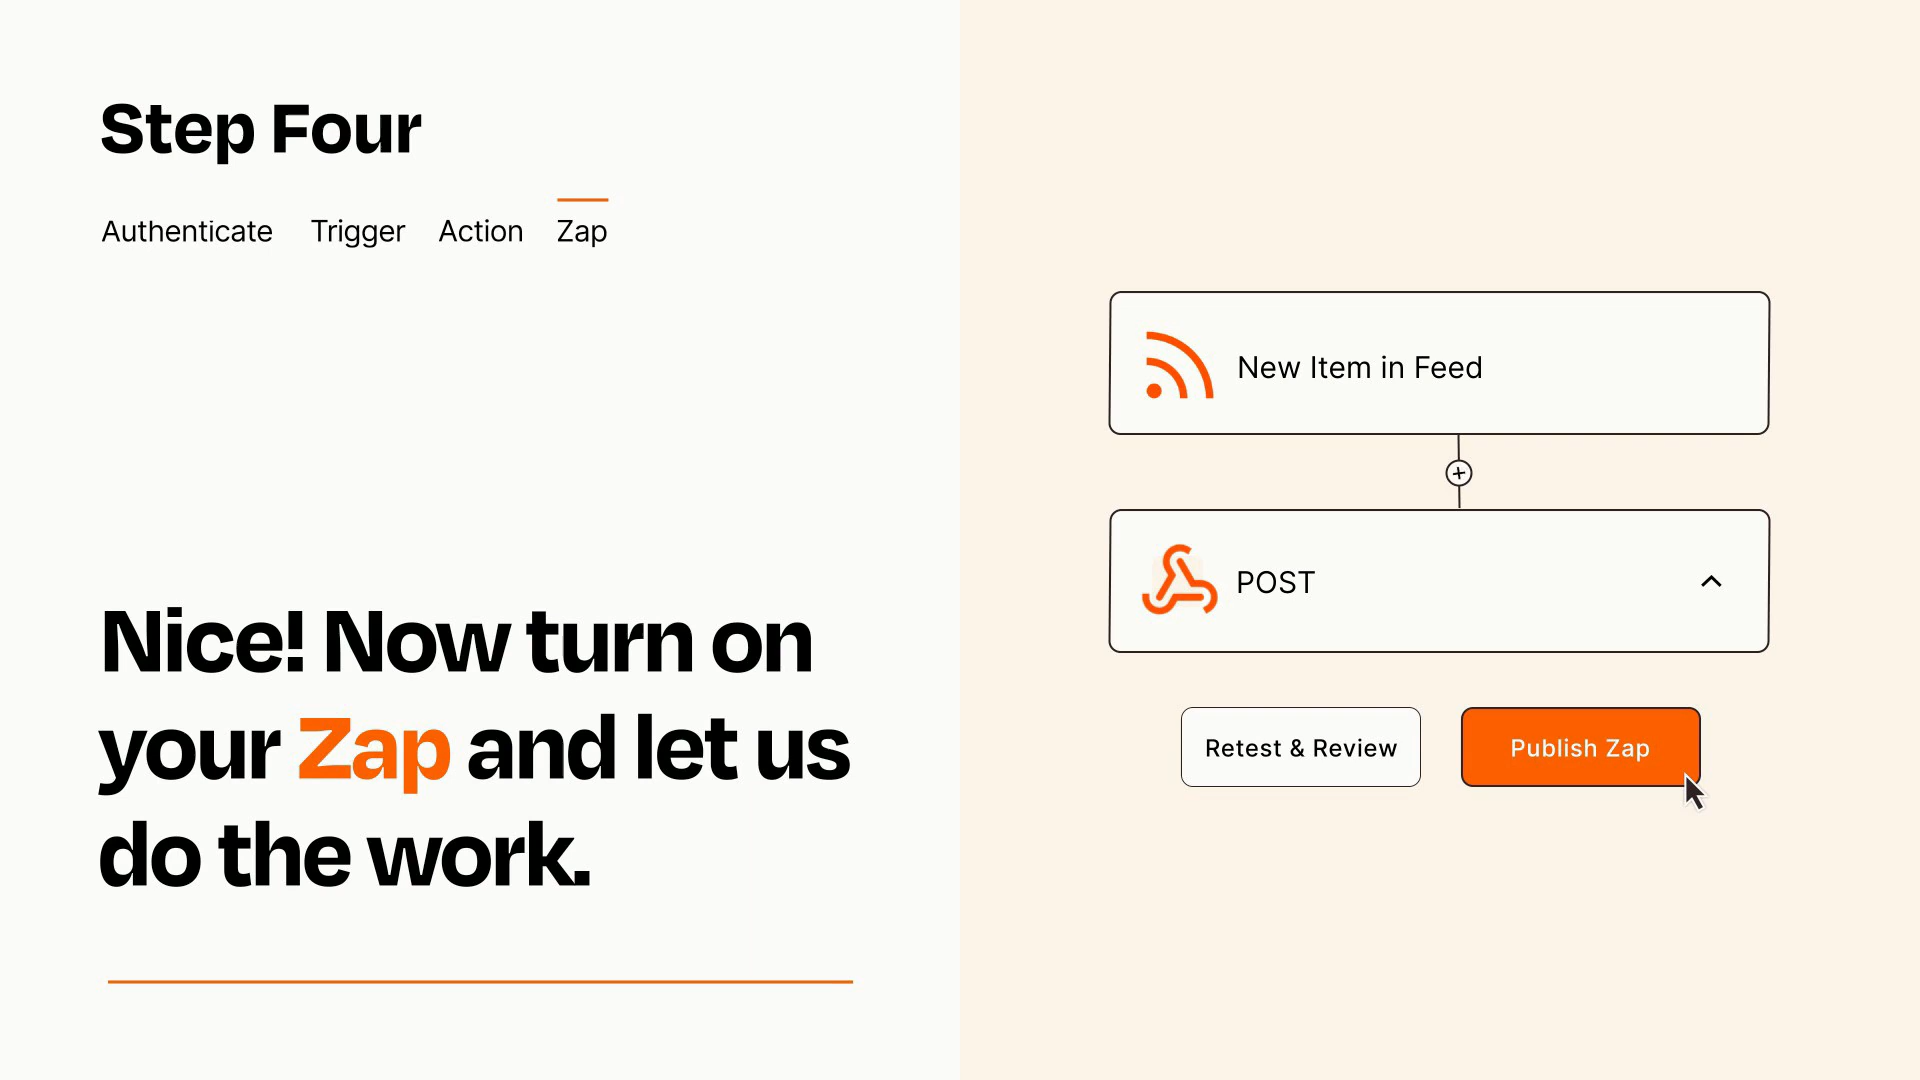 Step Four
Authenticate Trigger Action Zap
Nice! Now turn on
your Zap and let us
do the work.
New Item in Feed
POST
Retest & Review
Publish Zap